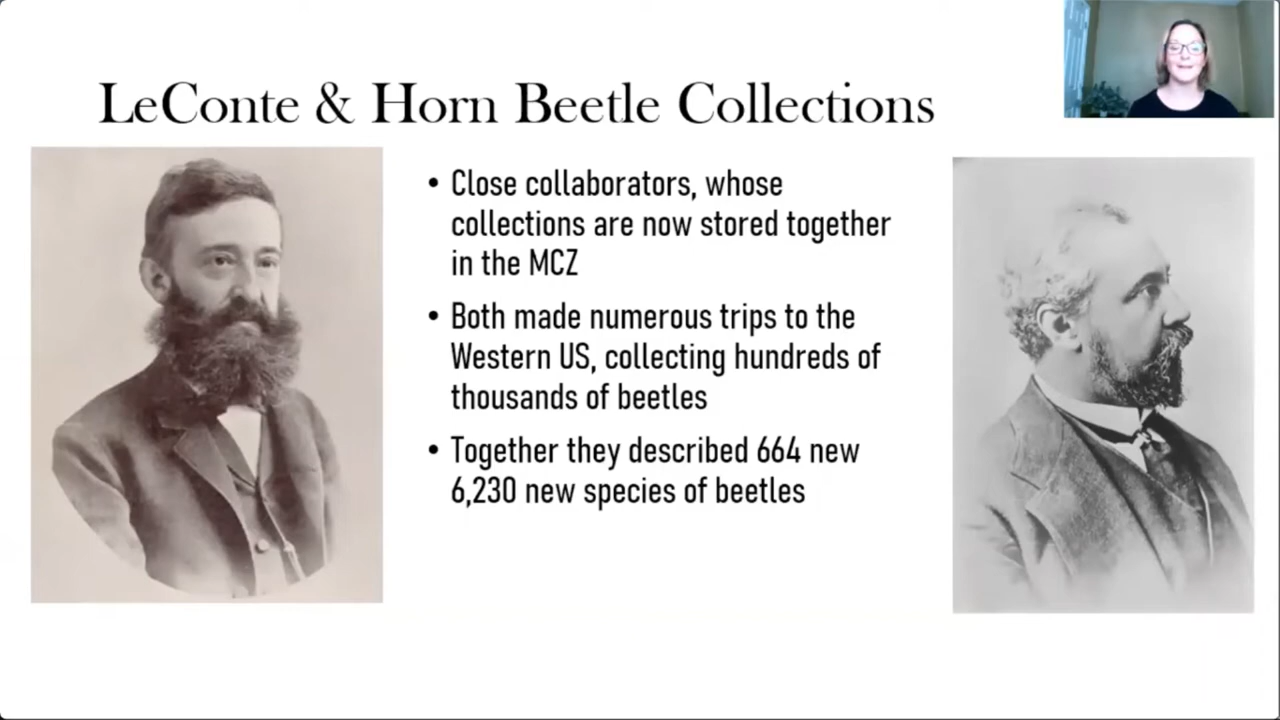 LeConte & Horn Beetle Collections
• Close collaborators, whose
collections are now stored together
in the MCZ
• Both made numerous trips to the
Western US, collecting hundreds of
thousands of beetles
• Together they described 664 new
6,230 new species of beetles